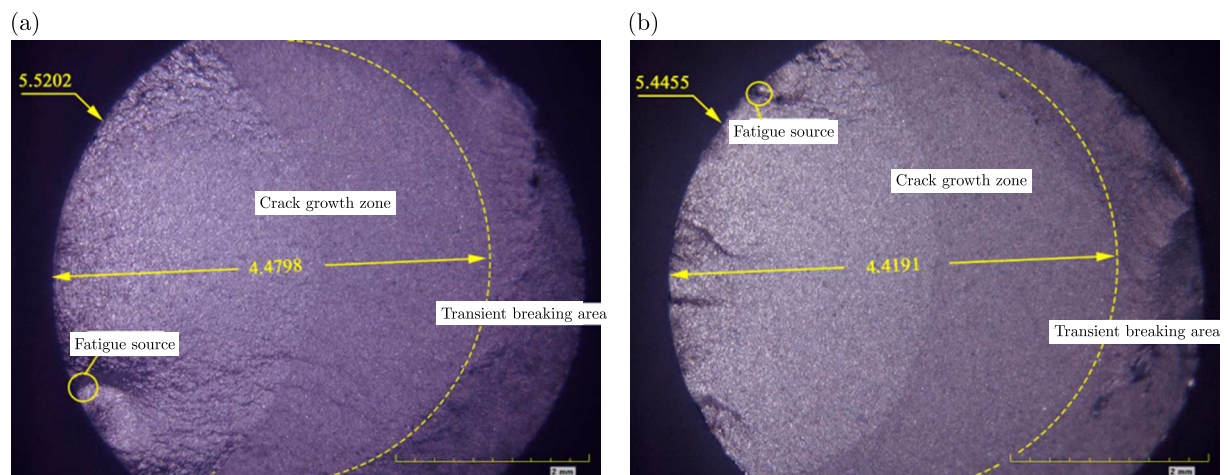 (a)
5.5202
Crack growth zone
4.4798
Transient breaking area
Fatigue source
2 mm
(b)
5.4455
Fatigue source
Crack growth zone
4.4191
Transient breaking area
2 mm